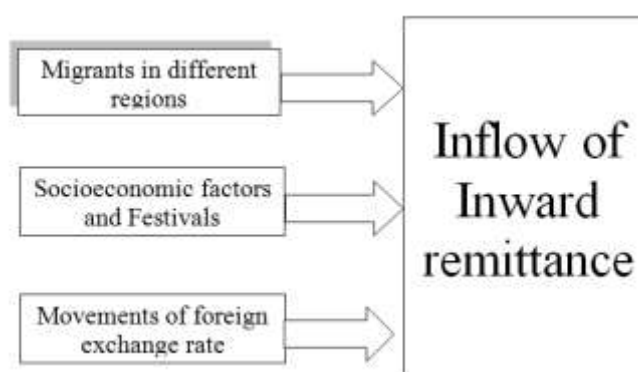 Migrants in different
regions
Socioeconomic factors
and Festivals
Movements of foreign
exchange rate
Inflow of
Inward
remittance